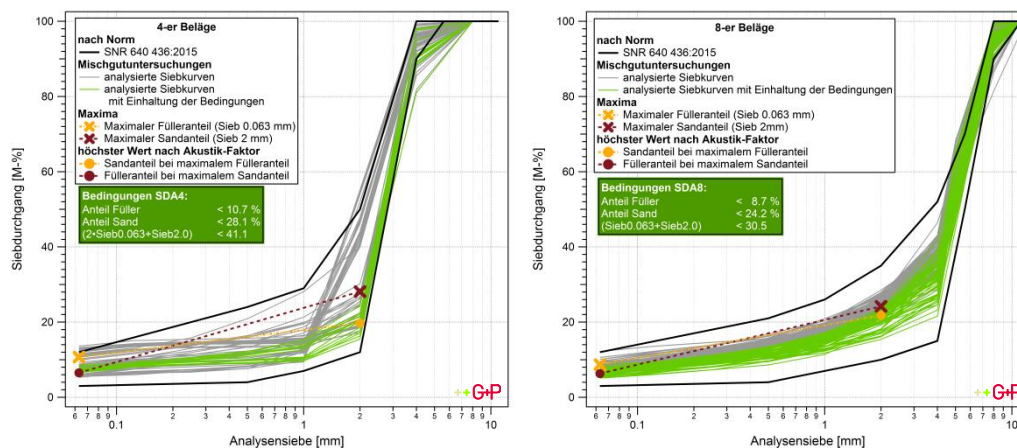 4-er Beläge
nach Norm
SNR 640 436:2015
Mischgutuntersuchungen
analysierte Siebkurven
analysierte Siebkurven
mit Einhaltung der Bedingungen
Maxima
Maximaler Fülleranteil (Sieb 0.063 mm)
Maximaler Sandanteil (Sieb 2 mm)
höchster Wert nach Akustik-Faktor
Sandanteil bei maximalem Fülleranteil
Fülleranteil bei maximalem Sandanteil
Bedingungen SDA4:
Anteil Füller < 10.7 %
Anteil Sand < 28.1 %
(2•Sieb0.063+Sieb2.0) < 41.1
Siebdurchgang [M-%]
100
80
60
40
20
0
6 7 8 9 0.1 2 3 4 5 6 7 8 9 1 2 3 4 5 6 7 8 9 10
Analysensiebe [mm]
G+P
8-er Beläge
nach Norm
SNR 640 436:2015
Mischgutuntersuchungen
analysierte Siebkurven
analysierte Siebkurven mit Einhaltung der Bedingungen
Maxima
Maximaler Fülleranteil (Sieb 0.063 mm)
Maximaler Sandanteil (Sieb 2mm)
höchster Wert nach Akustik-Faktor
Sandanteil bei maximalem Fülleranteil
Fülleranteil bei maximalem Sandanteil
Bedingungen SDA8:
Anteil Füller < 8.7 %
Anteil Sand < 24.2 %
(Sieb0.063+Sieb2.0) < 30.5
Siebdurchgang [M-%]
100
80
60
40
20
0
6 7 8 9 0.1 2 3 4 5 6 7 8 9 1 2 3 4 5 6 7 8 9 10
Analysensiebe [mm]
G+P